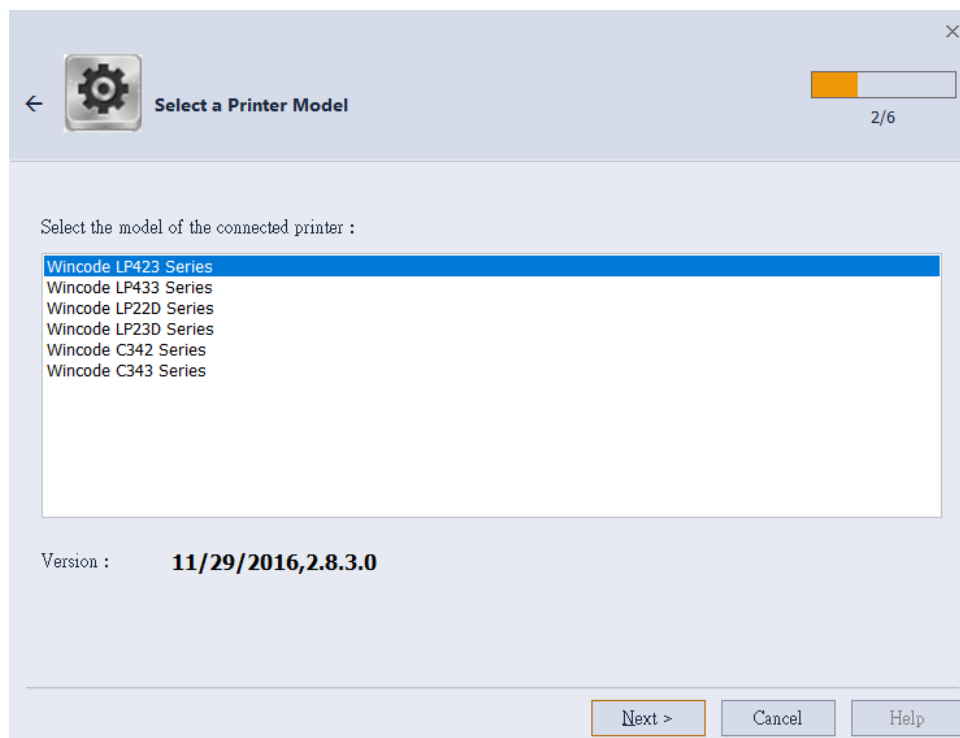 Select a Printer Model
2/6
Select the model of the connected printer :
Wincode LP423 Series
Wincode LP433 Series
Wincode LP22D Series
Wincode LP23D Series
Wincode C342 Series
Wincode C343 Series
Version : 11/29/2016,2.8.3.0
Next > Cancel Help